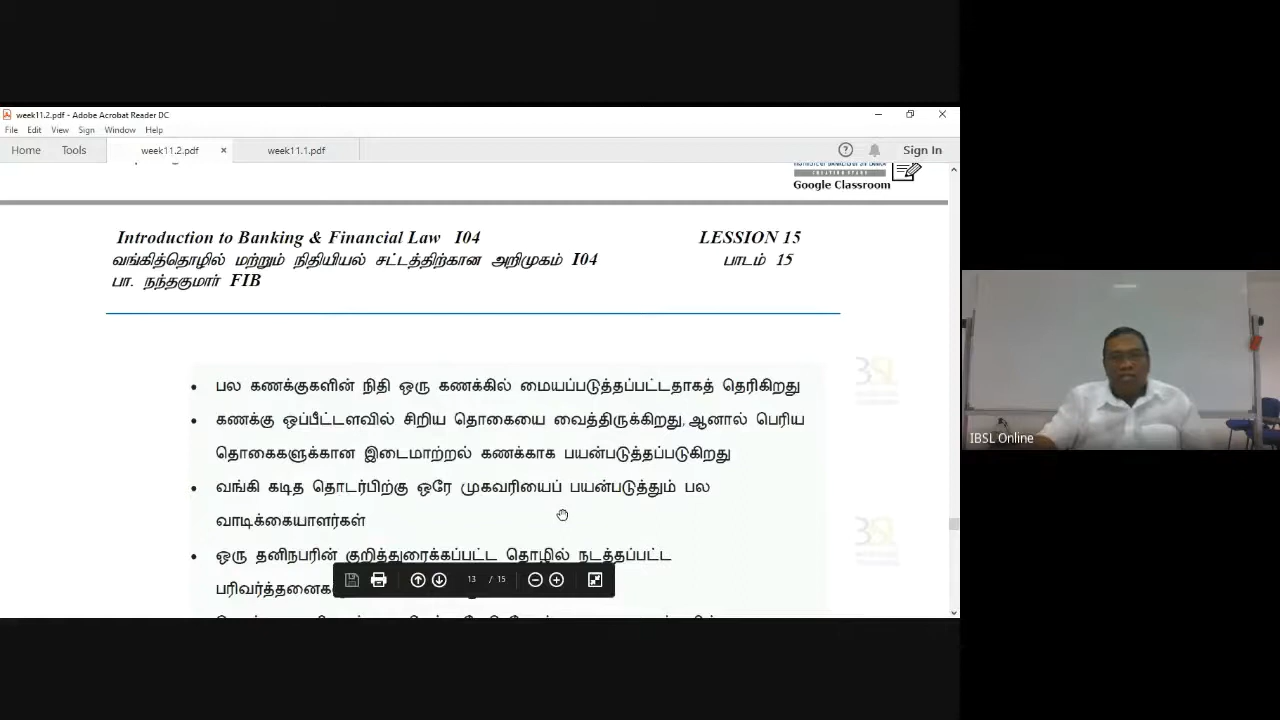 week11.2.pdf - Adobe Acrobat Reader DC
File Edit View Sign Window Help
Home Tools week11.2.pdf × week11.1.pdf Sign In
Google Classroom
Introduction to Banking & Financial Law I04 LESSION 15
வங்கித்தொழில் மற்றும் நிதியியல் சட்டத்திற்கான அறிமுகம் I04 பாடம் 15
பா. நந்தகுமார் FIB
• பல கணக்குகளின் நிதி ஒரு கணக்கில் மையப்படுத்தப்பட்டதாகத் தெரிகிறது
• கணக்கு ஒப்பீட்டளவில் சிறிய தொகையை வைத்திருக்கிறது, ஆனால் பெரிய
தொகைகளுக்கான இடைமாற்றல் கணக்காக பயன்படுத்தப்படுகிறது
• வங்கி கடித தொடர்பிற்கு ஒரே முகவரியைப் பயன்படுத்தும் பல
வாடிக்கையாளர்கள்
• ஒரு தனிநபரின் குறித்துரைக்கப்பட்ட தொழில் நடத்தப்பட்ட
13 / 15
IBSL Online